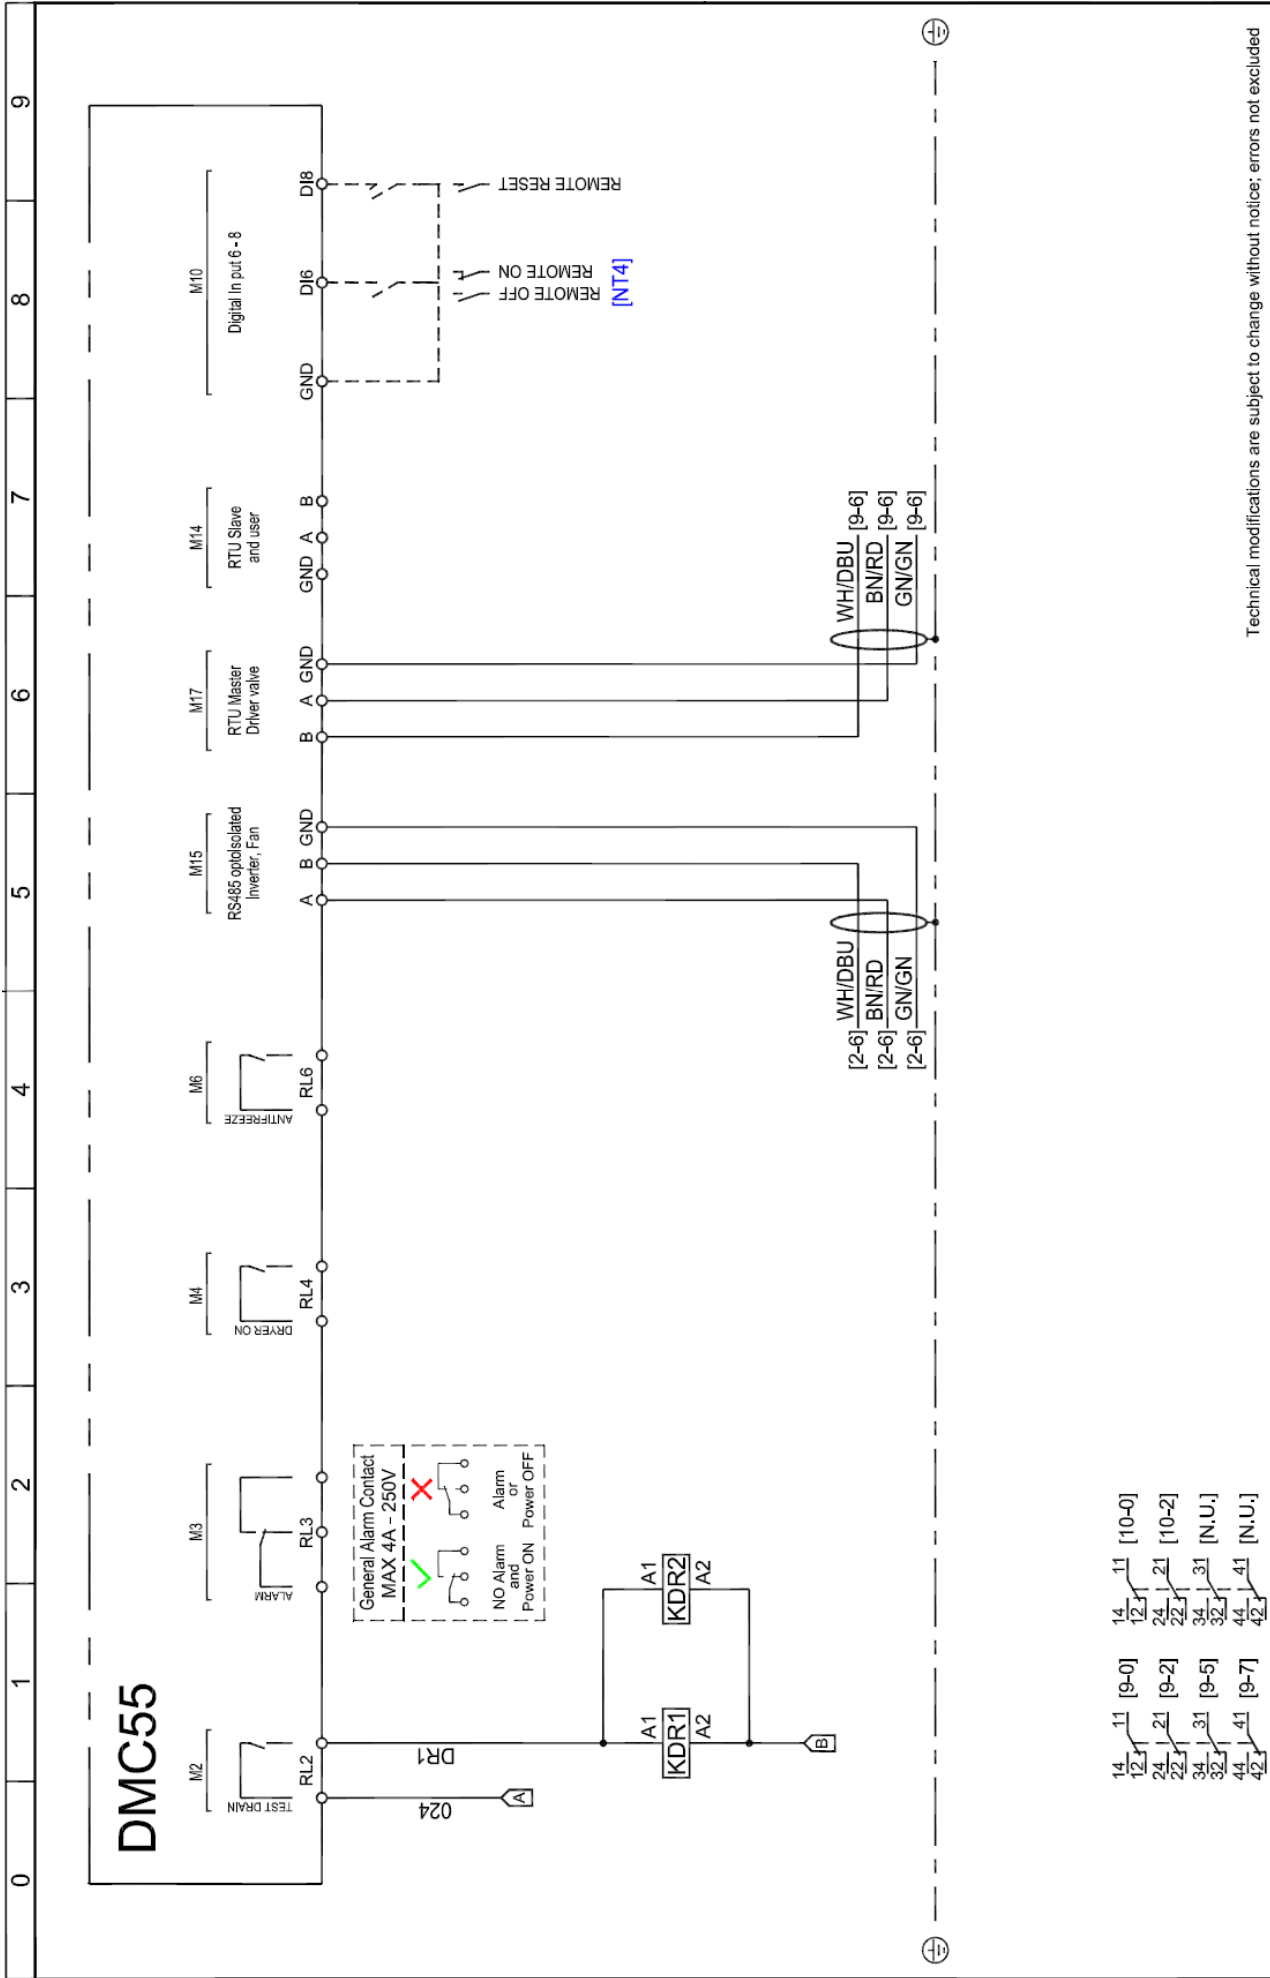 0 1 2 3 4 5 6 7 8 9
DMC55
M2
TEST DRAIN
RL2
M3
ALARM
RL3
M4
DRYER ON
RL4
M6
ANTIFREEZE
RL6
M15
RS485 optoisolated
Inverter, Fan
A B GND
M17
RTU Master
Driver valve
B A GND
M14
RTU Slave
and user
GND A B
M10
Digital In put 6 - 8
GND DI6 DI8
024
DR1
A
B
General Alarm Contact
MAX 4A - 250V
NO Alarm
and
Power ON
Alarm
or
Power OFF
A1
KDR1
A2
A1
KDR2
A2
REMOTE OFF
REMOTE ON
REMOTE RESET
[NT4]
[2-6] WH/DBU
[2-6] BN/RD
[2-6] GN/GN
WH/DBU [9-6]
BN/RD [9-6]
GN/GN [9-6]
14 12 11 [9-0]
24 22 21 [9-2]
34 32 31 [9-5]
44 42 41 [9-7]
14 12 11 [10-0]
24 22 21 [10-2]
34 32 31 [N.U.]
44 42 41 [N.U.]
Technical modifications are subject to change without notice; errors not excluded